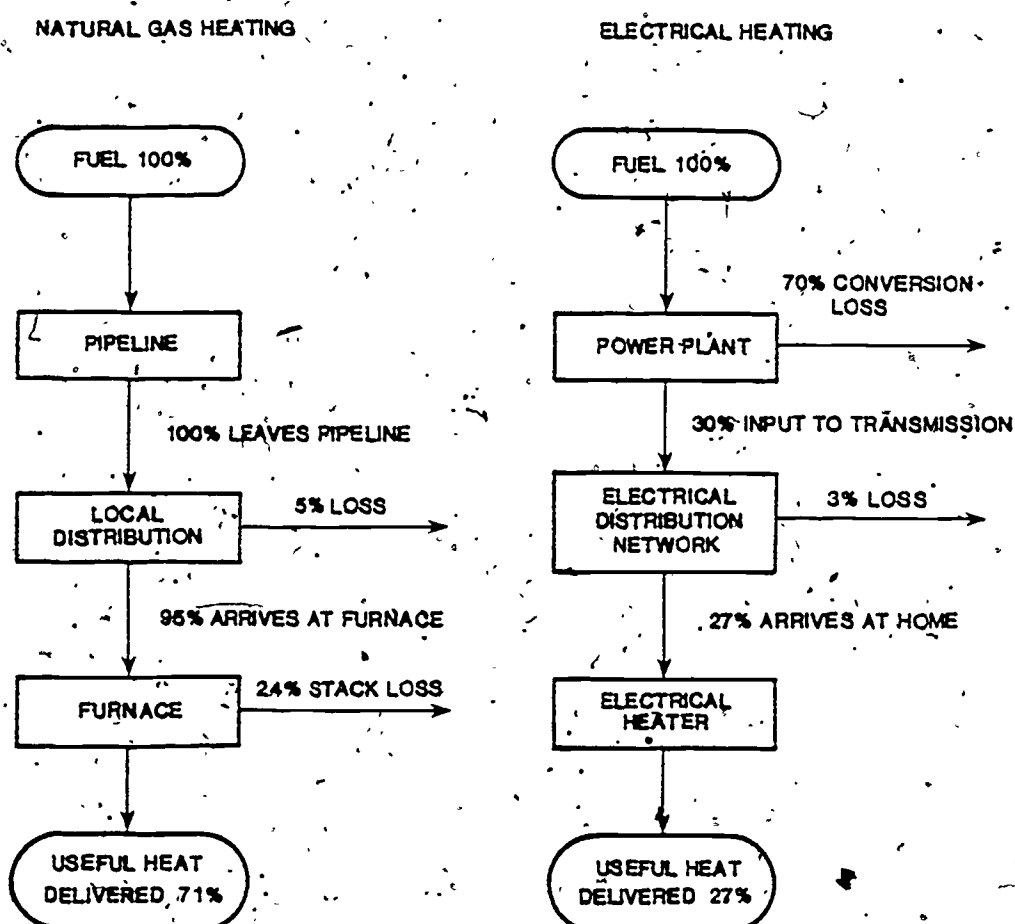 NATURAL GAS HEATING
FUEL 100%
PIPELINE
100% LEAVES PIPELINE
LOCAL
DISTRIBUTION
5% LOSS
95% ARRIVES AT FURNACE
FURNACE
24% STACK LOSS
USEFUL HEAT
DELIVERED 71%
ELECTRICAL HEATING
FUEL 100%
POWER PLANT
70% CONVERSION
LOSS
30% INPUT TO TRANSMISSION
ELECTRICAL
DISTRIBUTION
NETWORK
3% LOSS
27% ARRIVES AT HOME
ELECTRICAL
HEATER
USEFUL HEAT
DELIVERED 27%